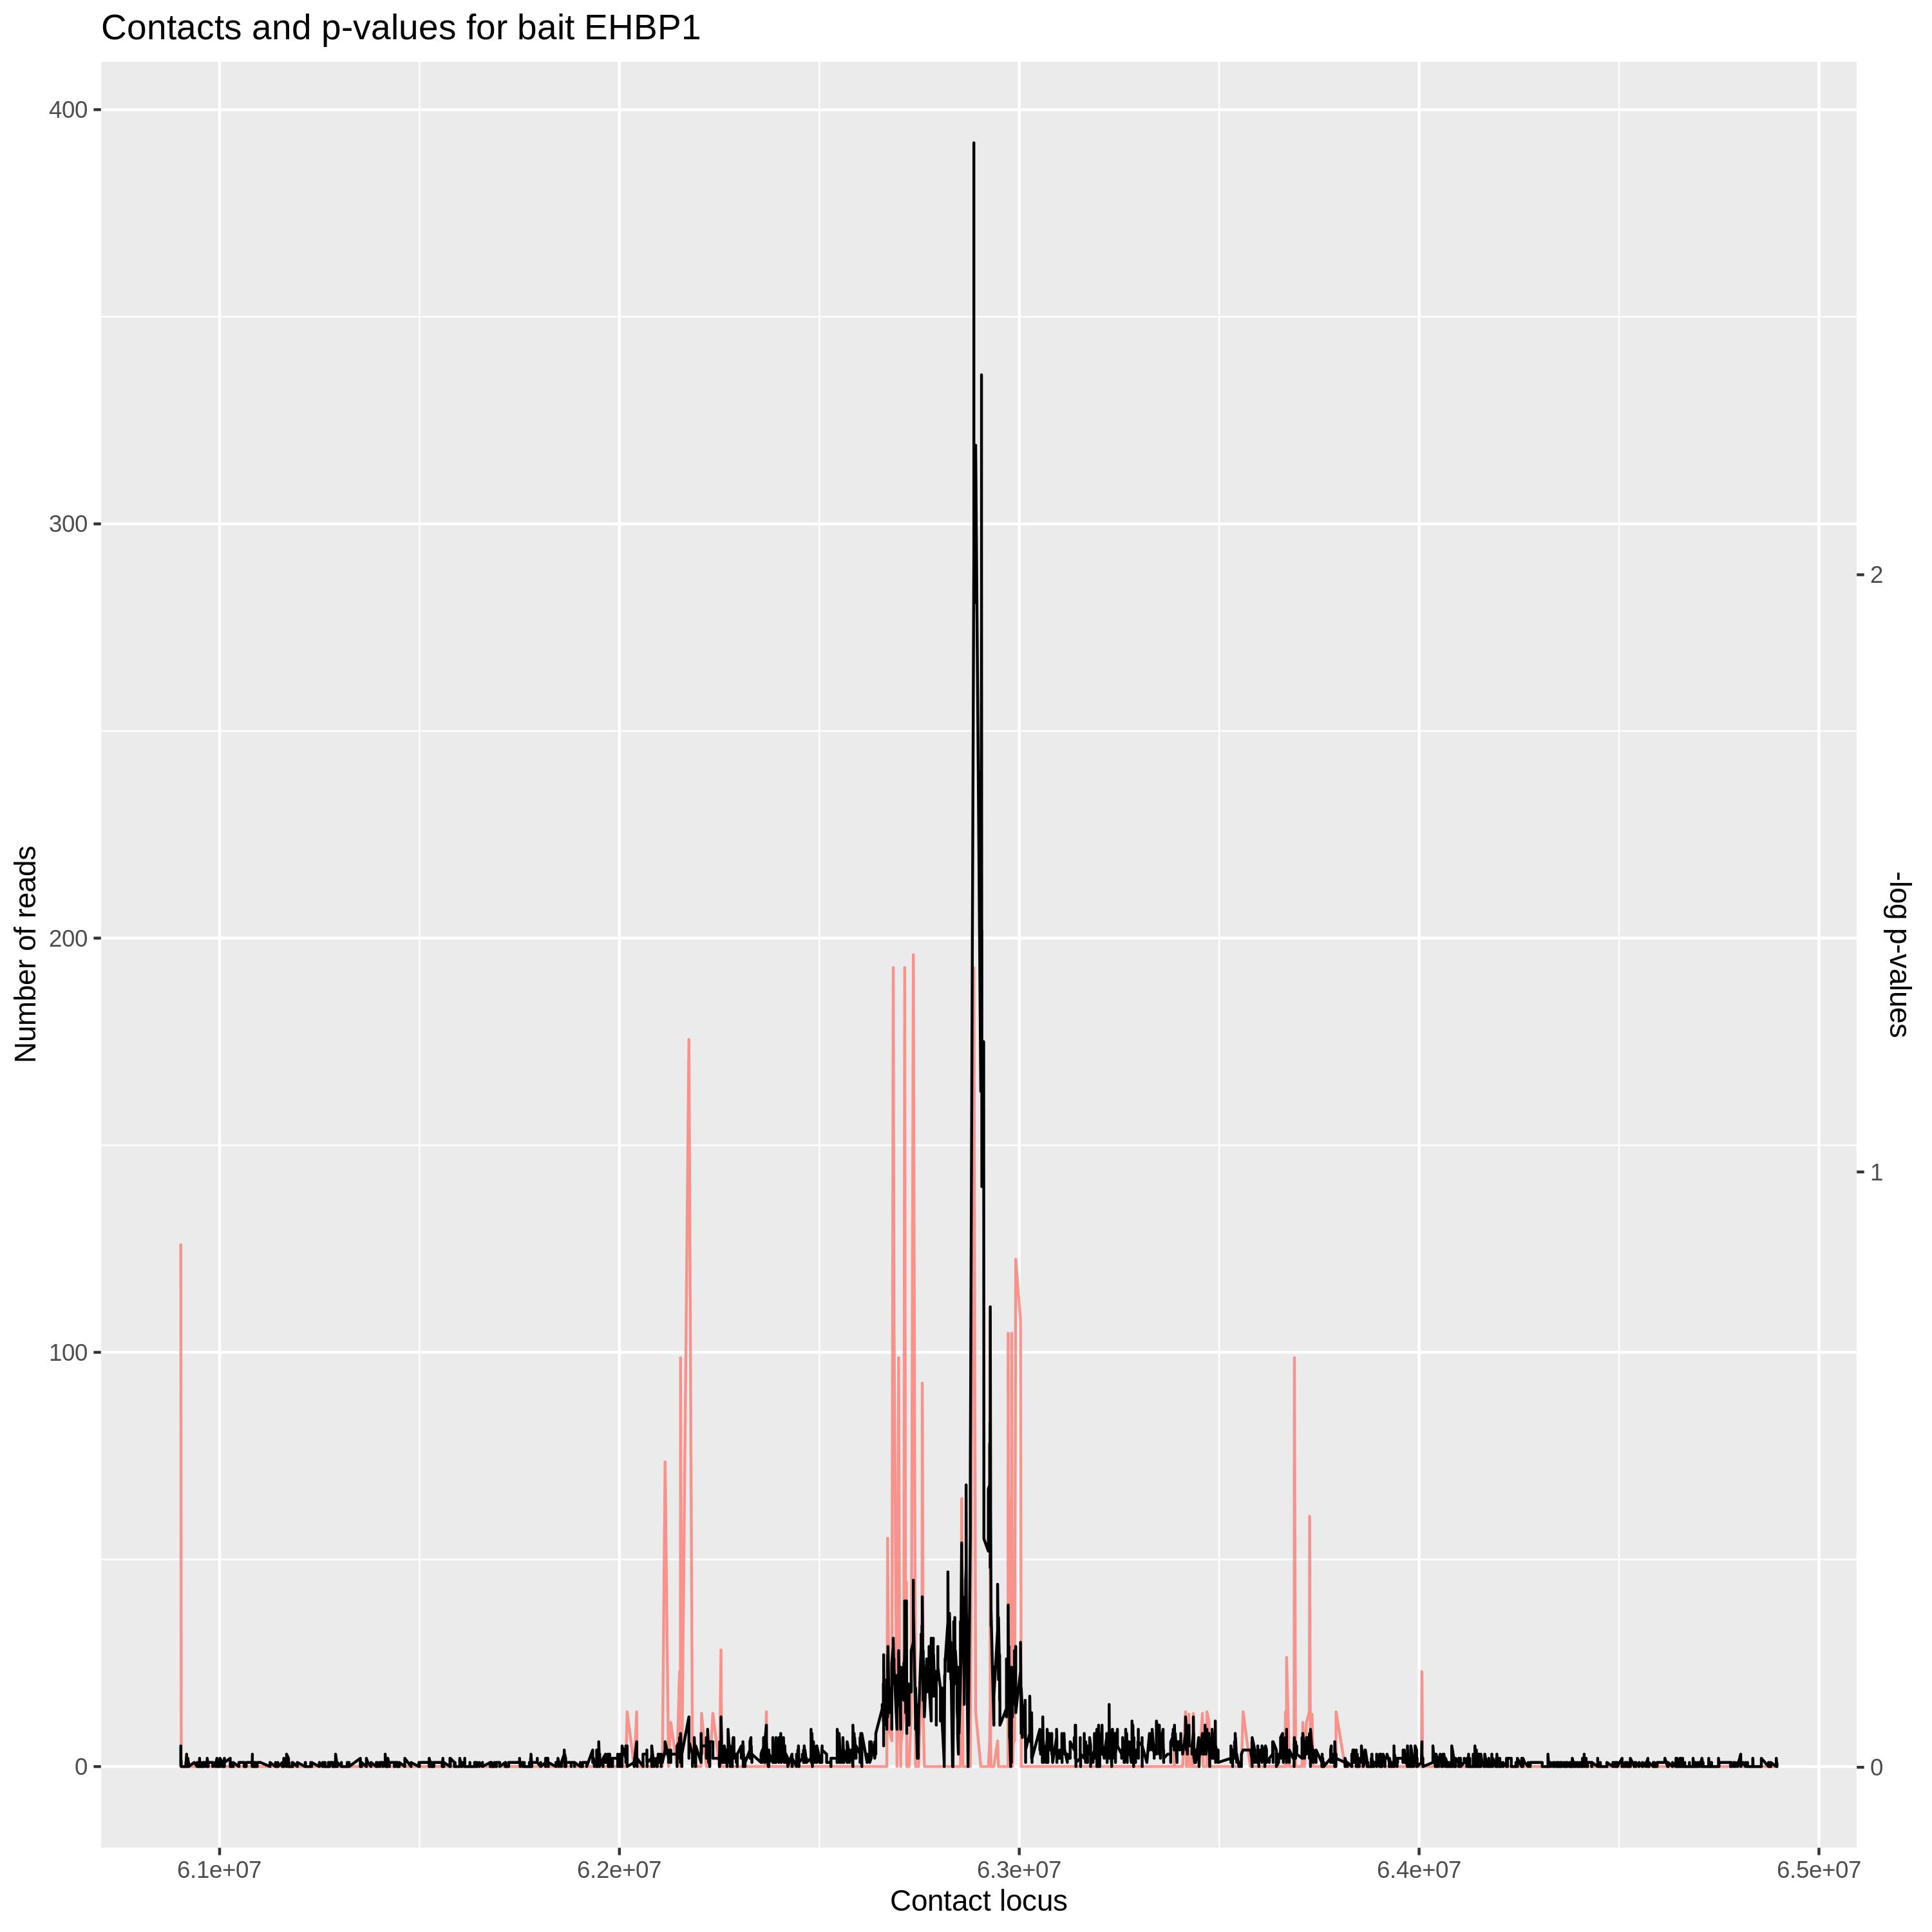 Contacts and p-values for bait EHBP1
400
300
200
100
0
Number of reads
2
1
0
-log p-values
6.1e+07
6.2e+07
6.3e+07
6.4e+07
6.5e+07
Contact locus